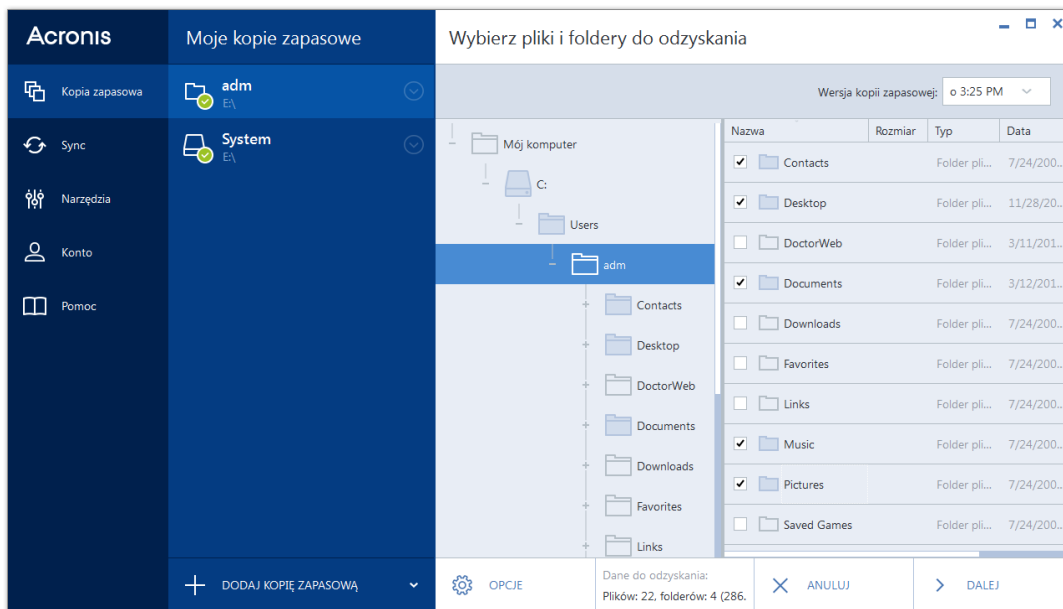 Acronis
Kopia zapasowa
Sync
Narzędzia
Konto
Pomoc
Moje kopie zapasowe
adm
E:\
System
E:\
DODAJ KOPIĘ ZAPASOWĄ
Wybierz pliki i foldery do odzyskania
Wersja kopii zapasowej: o 3:25 PM
Mój komputer
C:
Users
adm
Contacts
Desktop
DoctorWeb
Documents
Downloads
Favorites
Links
Nazwa Rozmiar Typ Data
Contacts Folder pli... 7/24/200...
Desktop Folder pli... 11/28/20...
DoctorWeb Folder pli... 3/11/201...
Documents Folder pli... 3/12/201...
Downloads Folder pli... 7/24/200...
Favorites Folder pli... 7/24/200...
Links Folder pli... 7/24/200...
Music Folder pli... 7/24/200...
Pictures Folder pli... 7/24/200...
Saved Games Folder pli... 7/24/200...
OPCJE
Dane do odzyskania:
Plików: 22, folderów: 4 (286.
ANULUJ
DALEJ